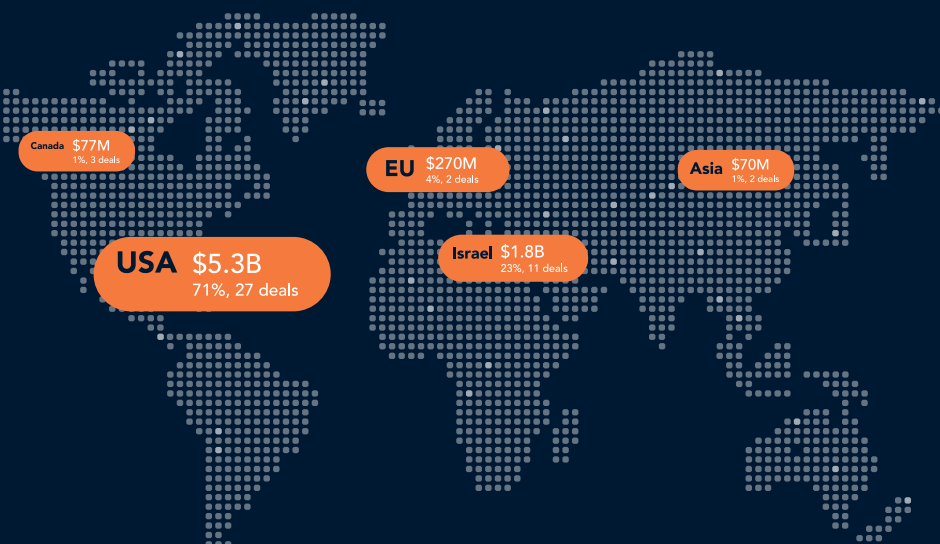 Canada $77M
1%, 3 deals
EU $270M
4%, 2 deals
Asia $70M
1%, 2 deals
USA $5.3B
71%, 27 deals
Israel $1.8B
23%, 11 deals